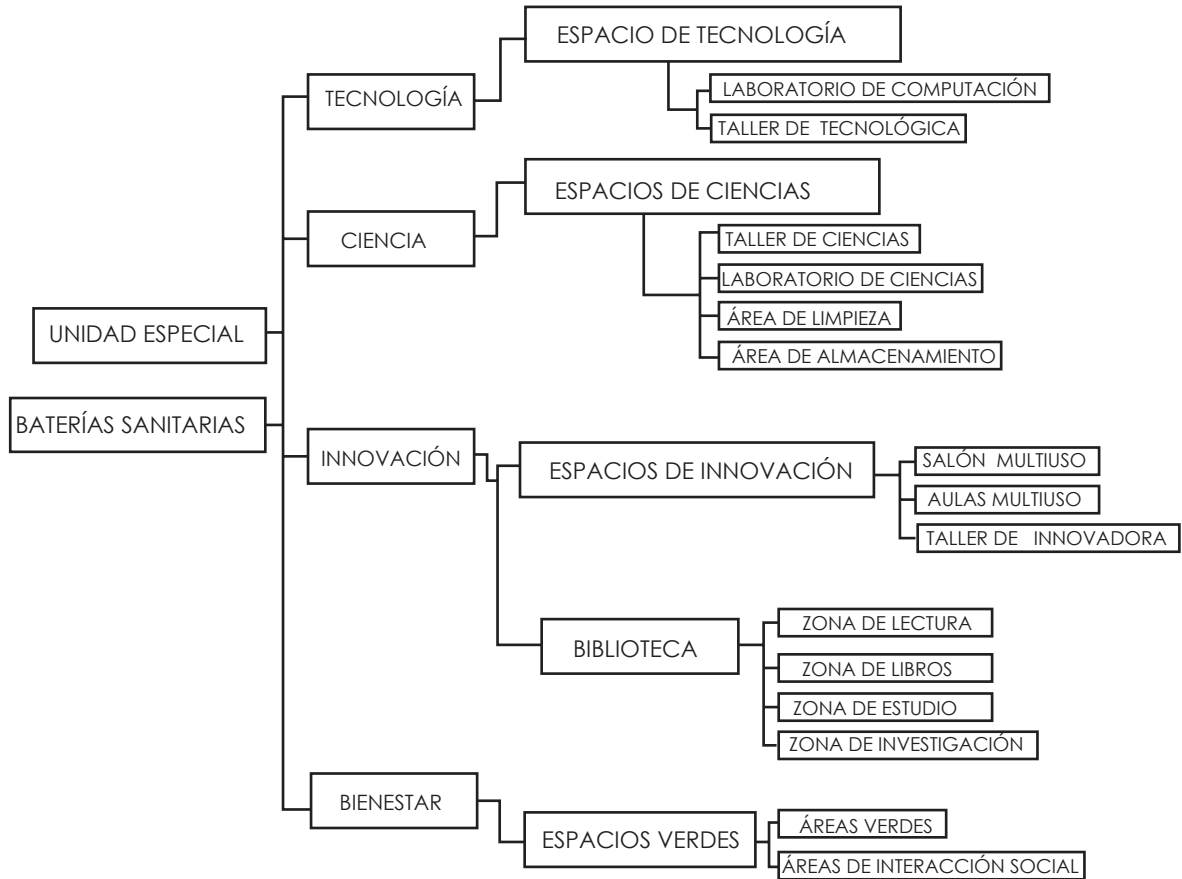 ESPACIO DE TECNOLOGÍA
TECNOLOGÍA
LABORATORIO DE COMPUTACIÓN
TALLER DE TECNOLÓGICA
ESPACIOS DE CIENCIAS
CIENCIA
TALLER DE CIENCIAS
LABORATORIO DE CIENCIAS
ÁREA DE LIMPIEZA
ÁREA DE ALMACENAMIENTO
UNIDAD ESPECIAL
BATERÍAS SANITARIAS
INNOVACIÓN
ESPACIOS DE INNOVACIÓN
SALÓN MULTIUSO
AULAS MULTIUSO
TALLER DE INNOVADORA
BIBLIOTECA
ZONA DE LECTURA
ZONA DE LIBROS
ZONA DE ESTUDIO
ZONA DE INVESTIGACIÓN
BIENESTAR
ESPACIOS VERDES
ÁREAS VERDES
ÁREAS DE INTERACCIÓN SOCIAL